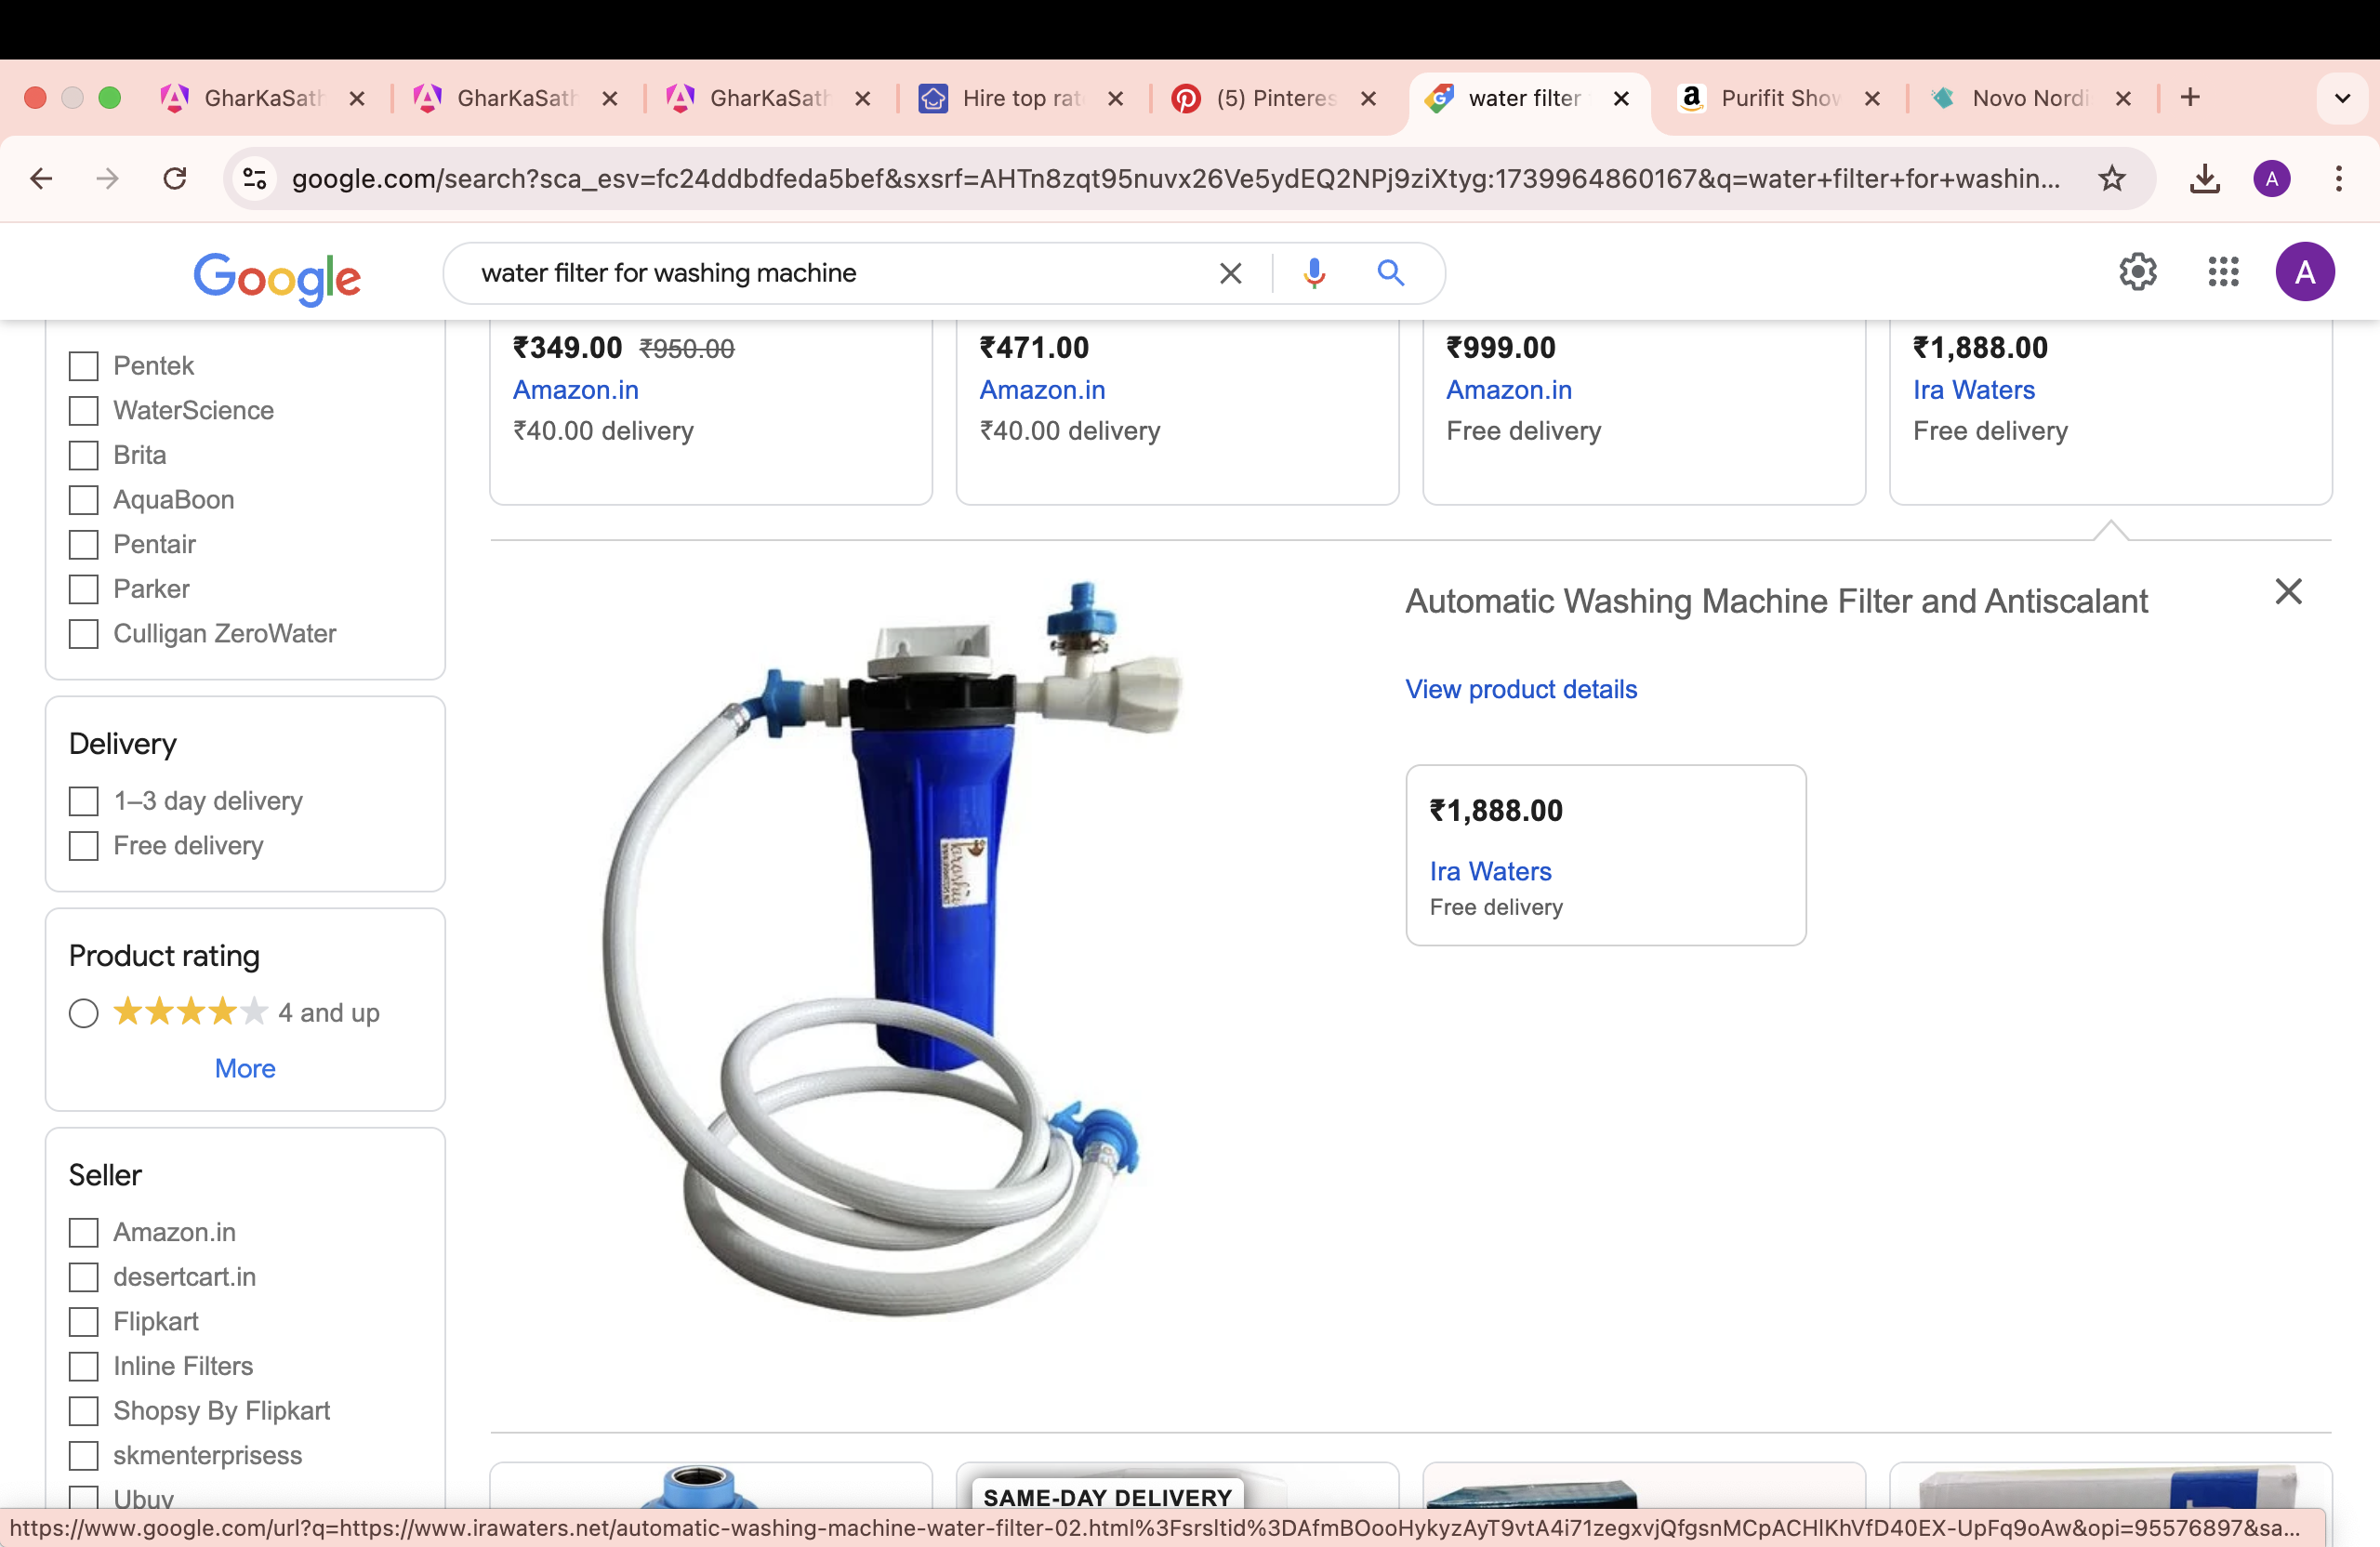 GharKaSath
GharKaSath
GharKaSath
Hire top rat
(5) Pinteres
water filter
Purifit Show
Novo Nordi
google.com/search?sca_esv=fc24ddbdfeda5bef&sxsrf=AHTn8zqt95nuvx26Ve5ydEQ2NPj9ziXtyg:1739964860167&q=water+filter+for+washin...
A
Google
water filter for washing machine
A
Pentek
WaterScience
Brita
AquaBoon
Pentair
Parker
Culligan ZeroWater
Delivery
1–3 day delivery
Free delivery
Product rating
4 and up
More
Seller
Amazon.in
desertcart.in
Flipkart
Inline Filters
Shopsy By Flipkart
skmenterprisess
Ubuy
₹349.00 ₹950.00
Amazon.in
₹40.00 delivery
₹471.00
Amazon.in
₹40.00 delivery
₹999.00
Amazon.in
Free delivery
₹1,888.00
Ira Waters
Free delivery
Automatic Washing Machine Filter and Antiscalant
View product details
₹1,888.00
Ira Waters
Free delivery
SAME-DAY DELIVERY
https://www.google.com/url?q=https://www.irawaters.net/automatic-washing-machine-water-filter-02.html%3Fsrsltid%3DAfmBOooHykyzAyT9vtA4i71zegxvjQfgsnMCpACHlKhVfD40EX-UpFq9oAw&opi=95576897&sa...